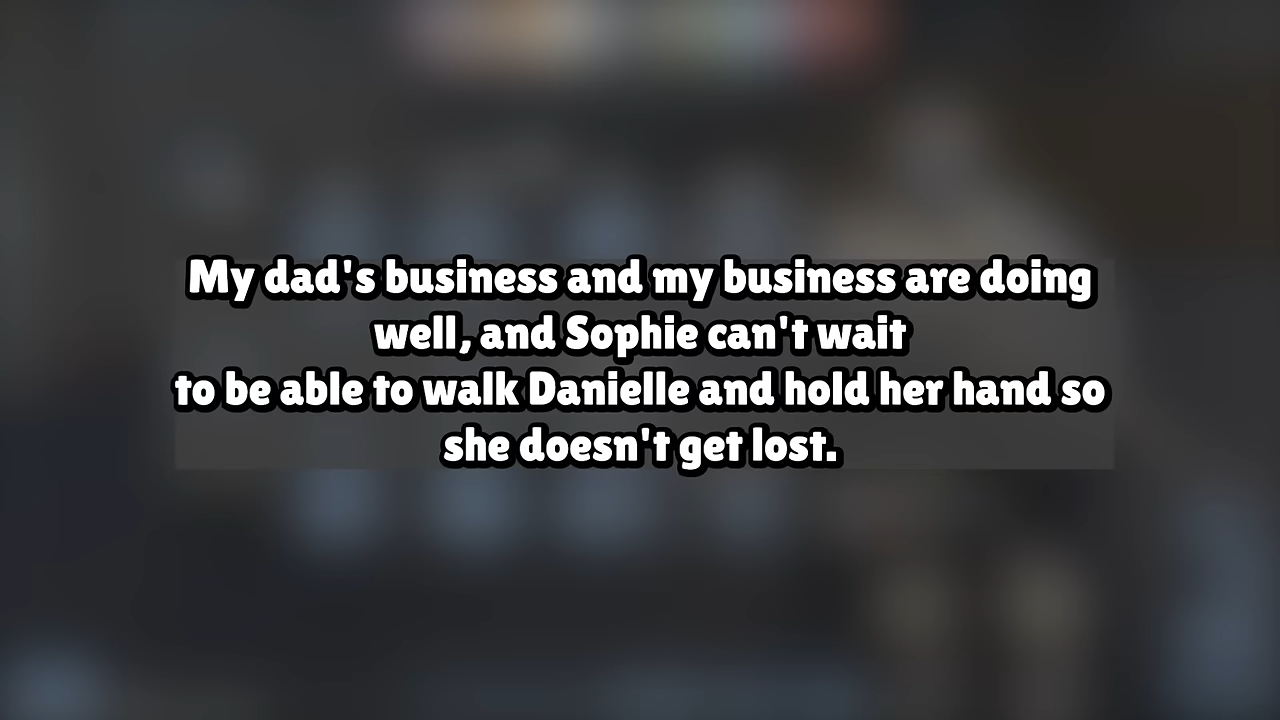 My dad's business and my business are doing
well, and Sophie can't wait
to be able to walk Danielle and hold her hand so
she doesn't get lost.